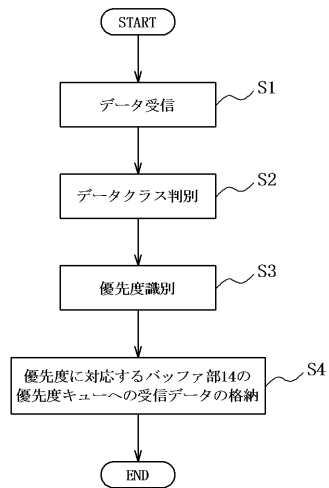 START
データ受信
S1
データクラス判別
S2
優先度識別
S3
優先度に対応するバッファ部14の
優先度キューへの受信データの格納
S4
END